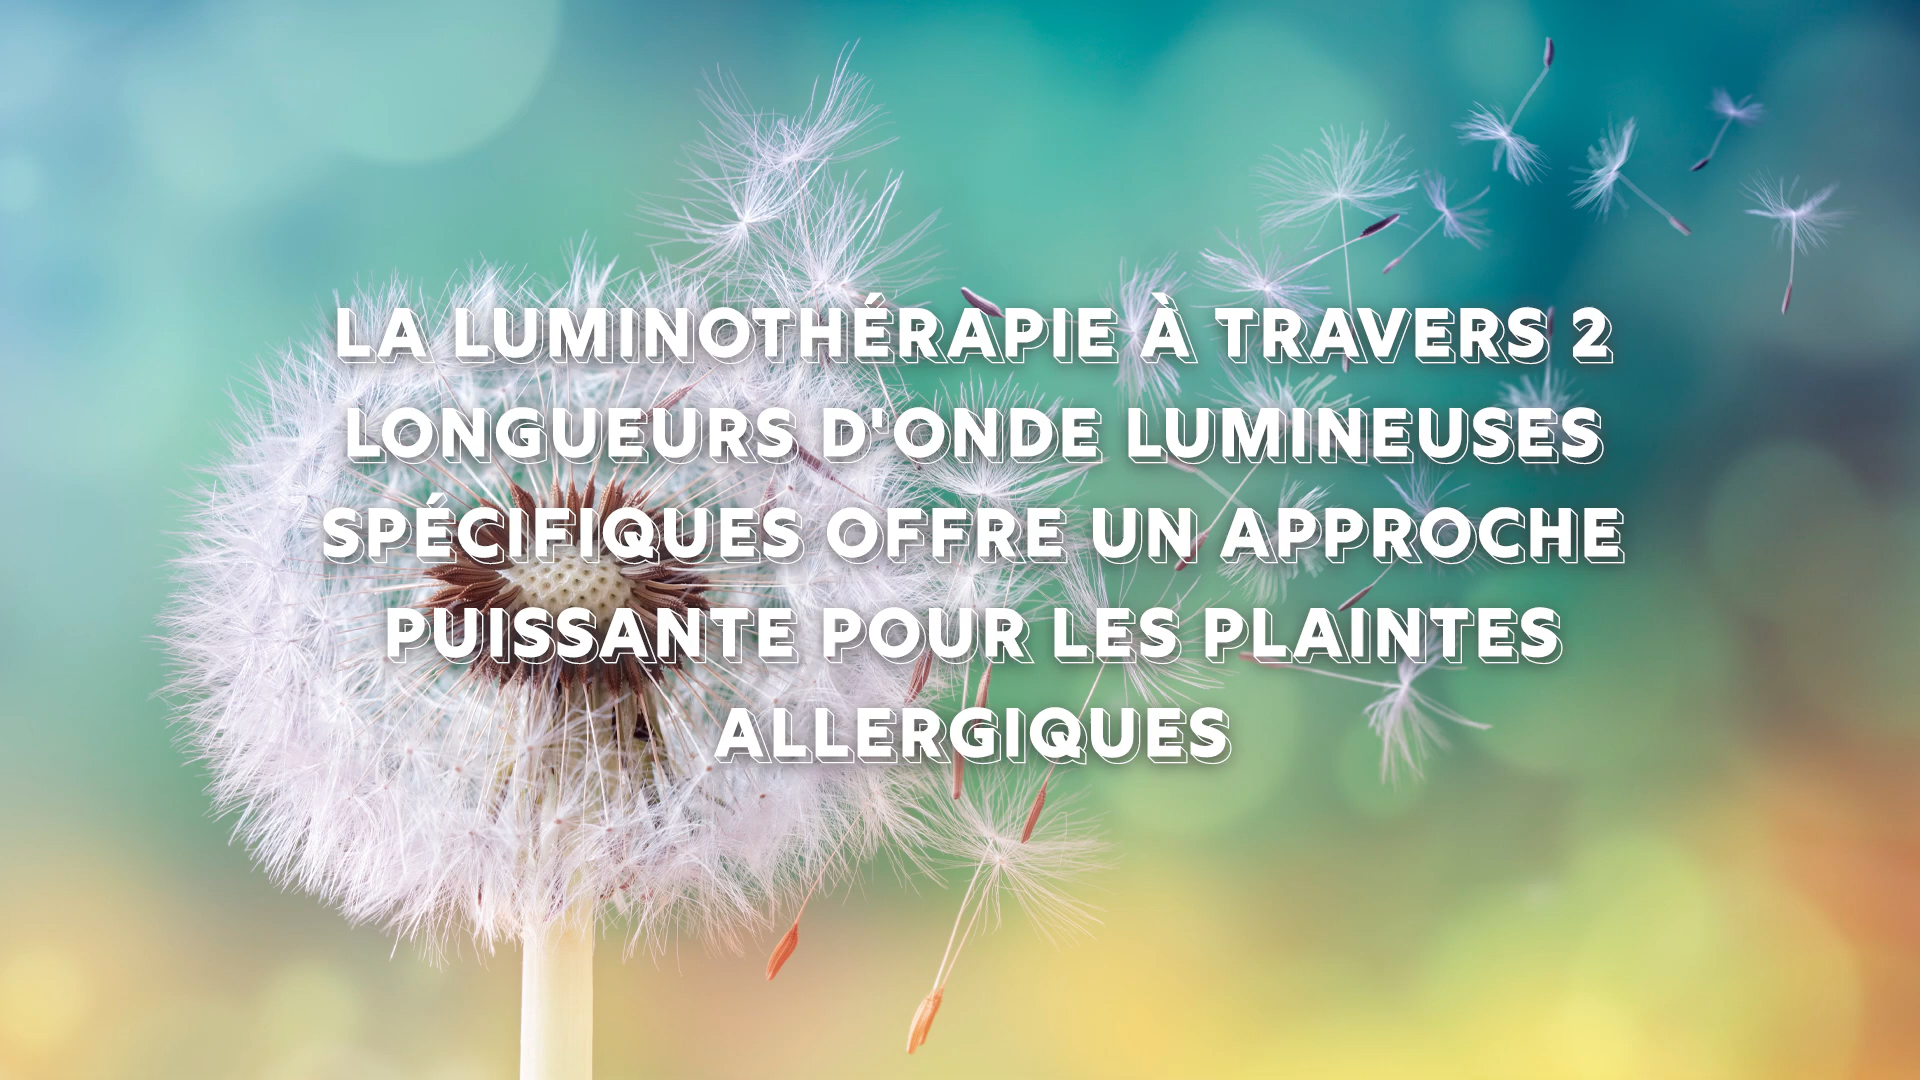 LA LUMINOTHÉRAPIE À TRAVERS 2
LONGUEURS D'ONDE LUMINEUSES
SPÉCIFIQUES OFFRE UN APPROCHE
PUISSANTE POUR LES PLAINTES
ALLERGIQUES